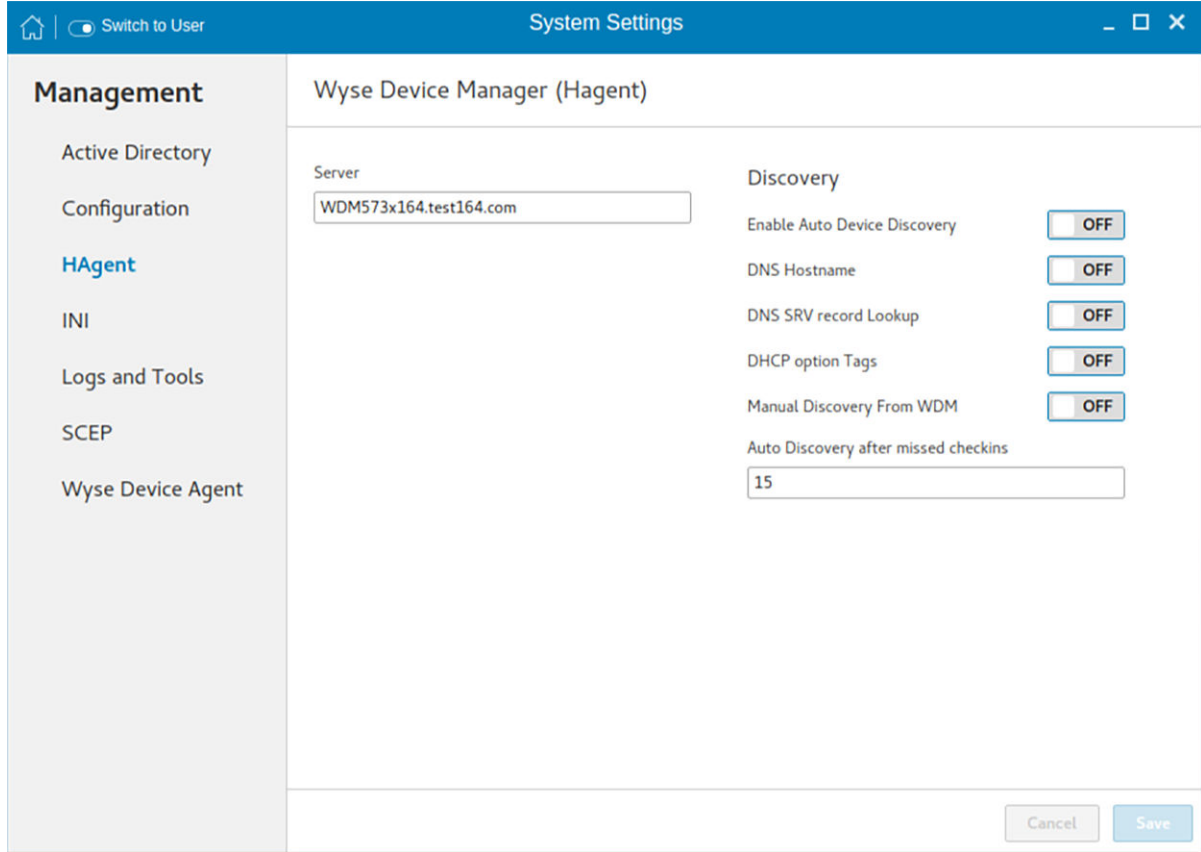 Switch to User
System Settings
Management
Active Directory
Configuration
HAgent
INI
Logs and Tools
SCEP
Wyse Device Agent
Wyse Device Manager (Hagent)
Server
WDM573x164.test164.com
Discovery
Enable Auto Device Discovery OFF
DNS Hostname OFF
DNS SRV record Lookup OFF
DHCP option Tags OFF
Manual Discovery From WDM OFF
Auto Discovery after missed checkins
15
Cancel Save